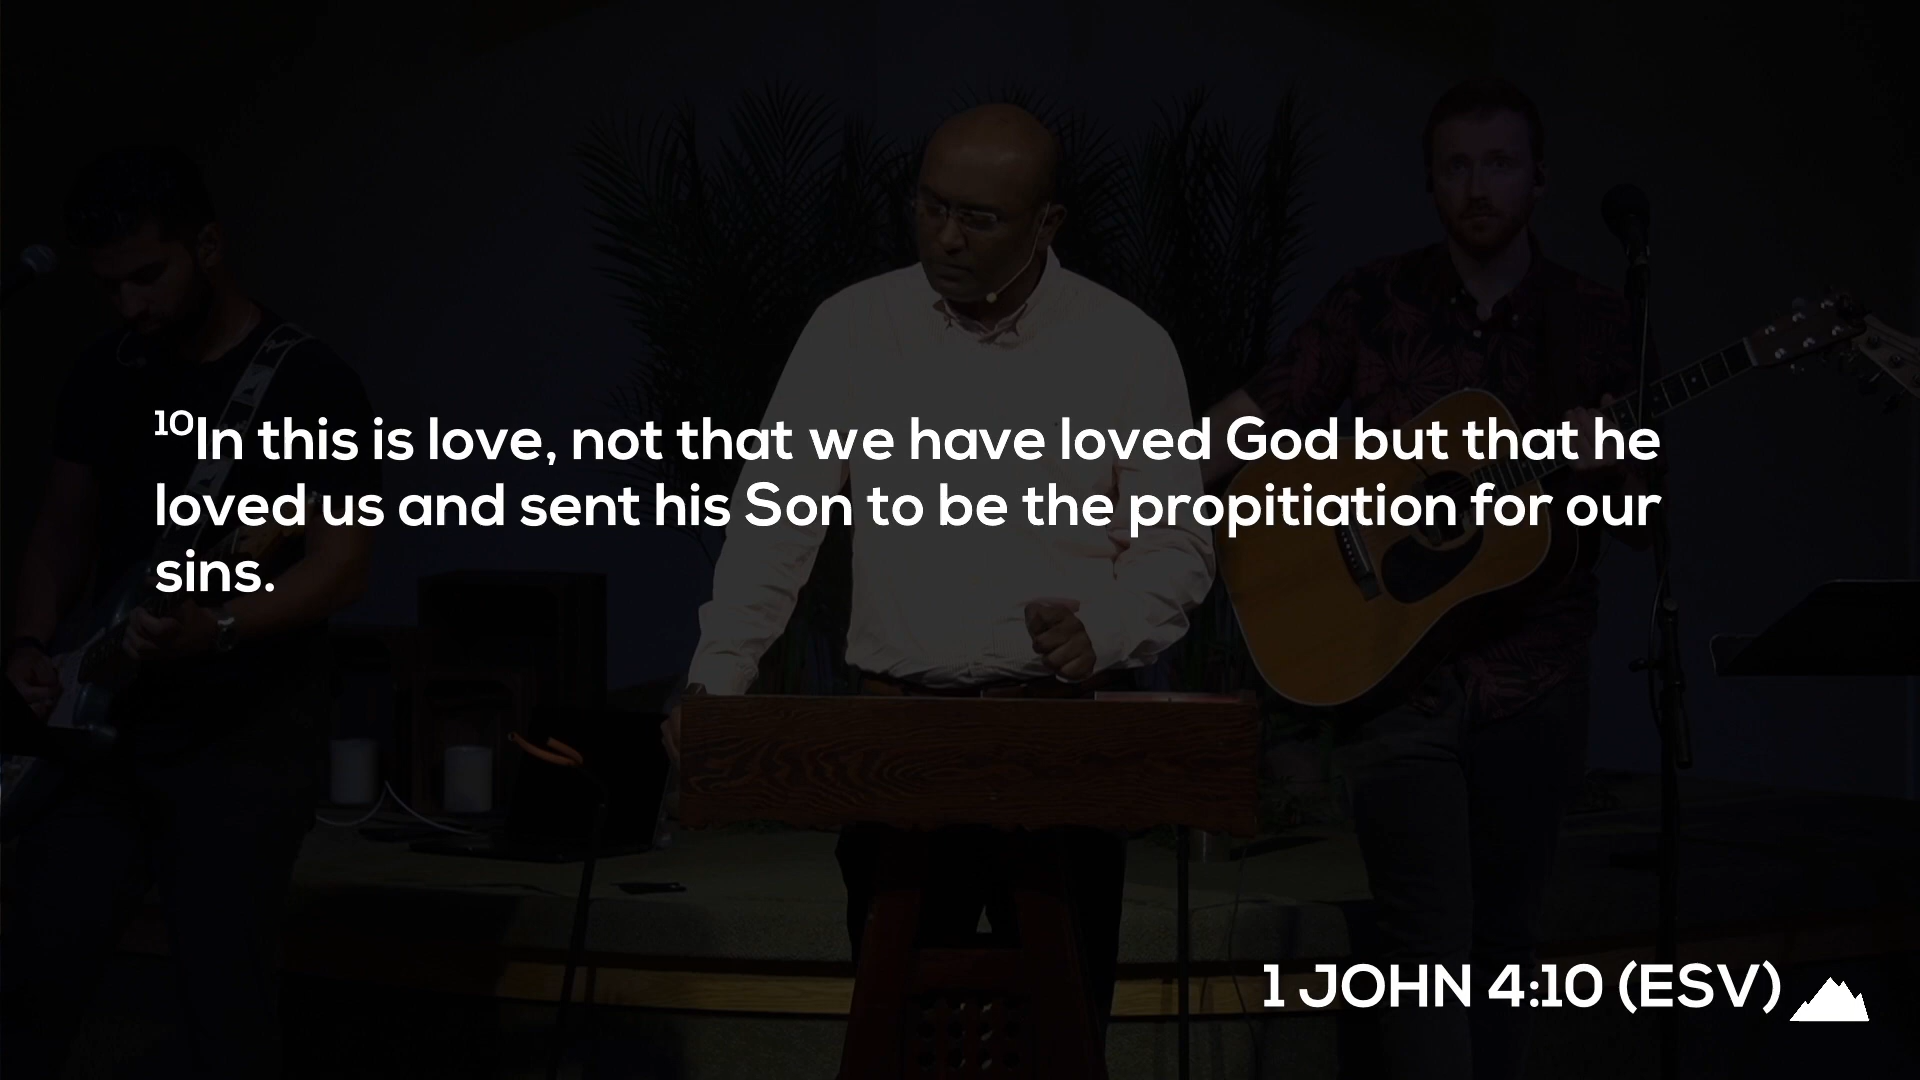 ¹⁰In this is love, not that we have loved God but that he
loved us and sent his Son to be the propitiation for our
sins.
1 JOHN 4:10 (ESV)